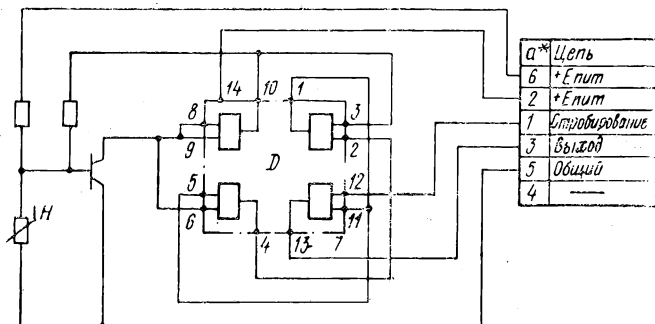 a* Цепь
6 +Епит
2 +Епит
1 Стробирование
3 Выход
5 Общий
4 —
14 10 1
8 3
9 2
D
5 12
6 11
4 13 7
H